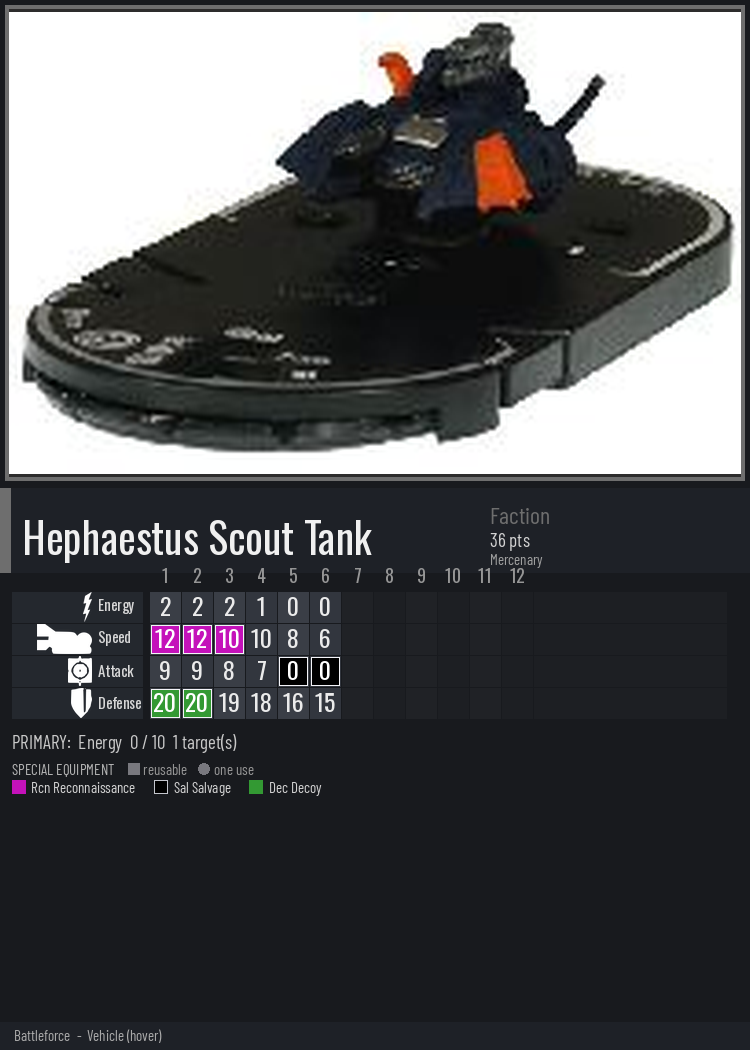 Hephaestus Scout Tank
Faction
36 pts
Mercenary
1 2 3 4 5 6 7 8 9 10 11 12
Energy 2 2 2 1 0 0
Speed 12 12 10 10 8 6
Attack 9 9 8 7 0 0
Defense 20 20 19 18 16 15
PRIMARY: Energy 0 / 10 1 target(s)
SPECIAL EQUIPMENT reusable one use
Rcn Reconnaissance Sal Salvage Dec Decoy
Battleforce - Vehicle (hover)